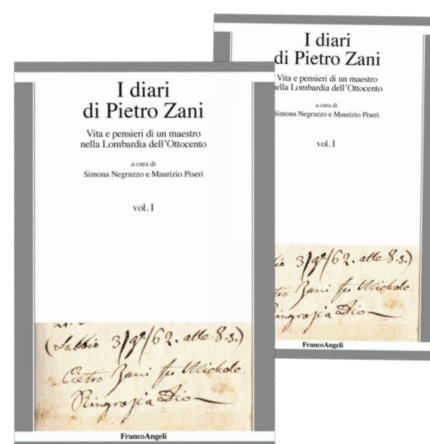 I diari
di Pietro Zani
Vita e pensieri di un maestro
nella Lombardia dell'Ottocento
a cura di
Simona Negruzzo e Maurizio Piseri
vol. I
(Sabbio 3/9e/62. alle 8.s.)
Pietro Zani fu Michele
Ringrazia Dio
FrancoAngeli
I diari
di Pietro Zani
Vita e pensieri di un maestro
nella Lombardia dell'Ottocento
a cura di
Simona Negruzzo e Maurizio Piseri
vol. I
3/9e/62. alle 8.s.)
Zani fu Michele
Ringrazia Dio
FrancoAngeli